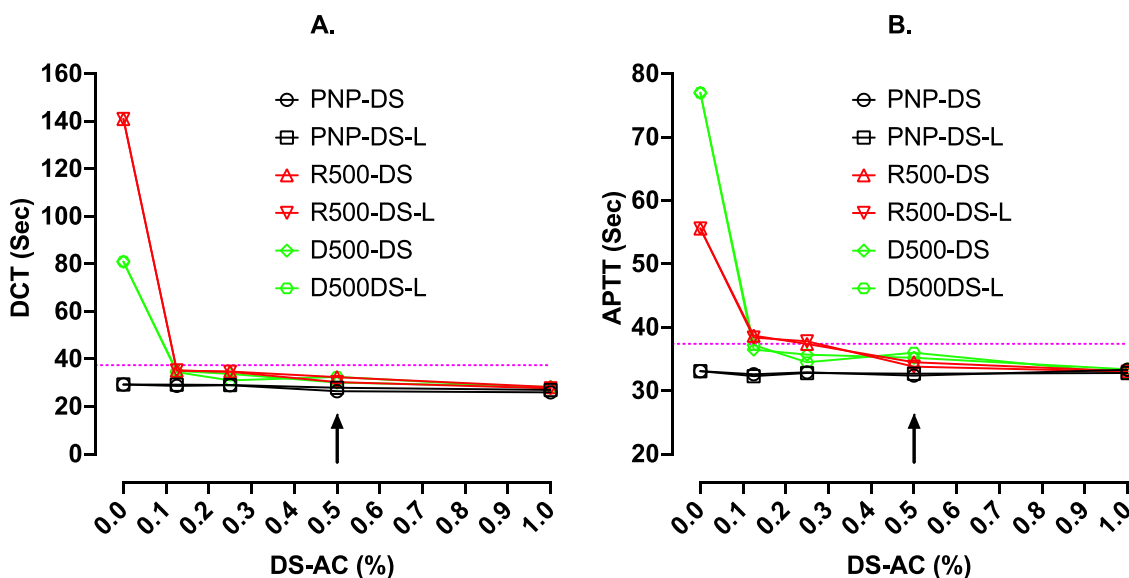 A.
DCT (Sec)
160
140
120
100
80
60
40
20
0
PNP-DS
PNP-DS-L
R500-DS
R500-DS-L
D500-DS
D500DS-L
0.0 0.1 0.2 0.3 0.4 0.5 0.6 0.7 0.8 0.9 1.0
DS-AC (%)
B.
APTT (Sec)
80
70
60
50
40
30
20
PNP-DS
PNP-DS-L
R500-DS
R500-DS-L
D500-DS
D500DS-L
0.0 0.1 0.2 0.3 0.4 0.5 0.6 0.7 0.8 0.9 1.0
DS-AC (%)